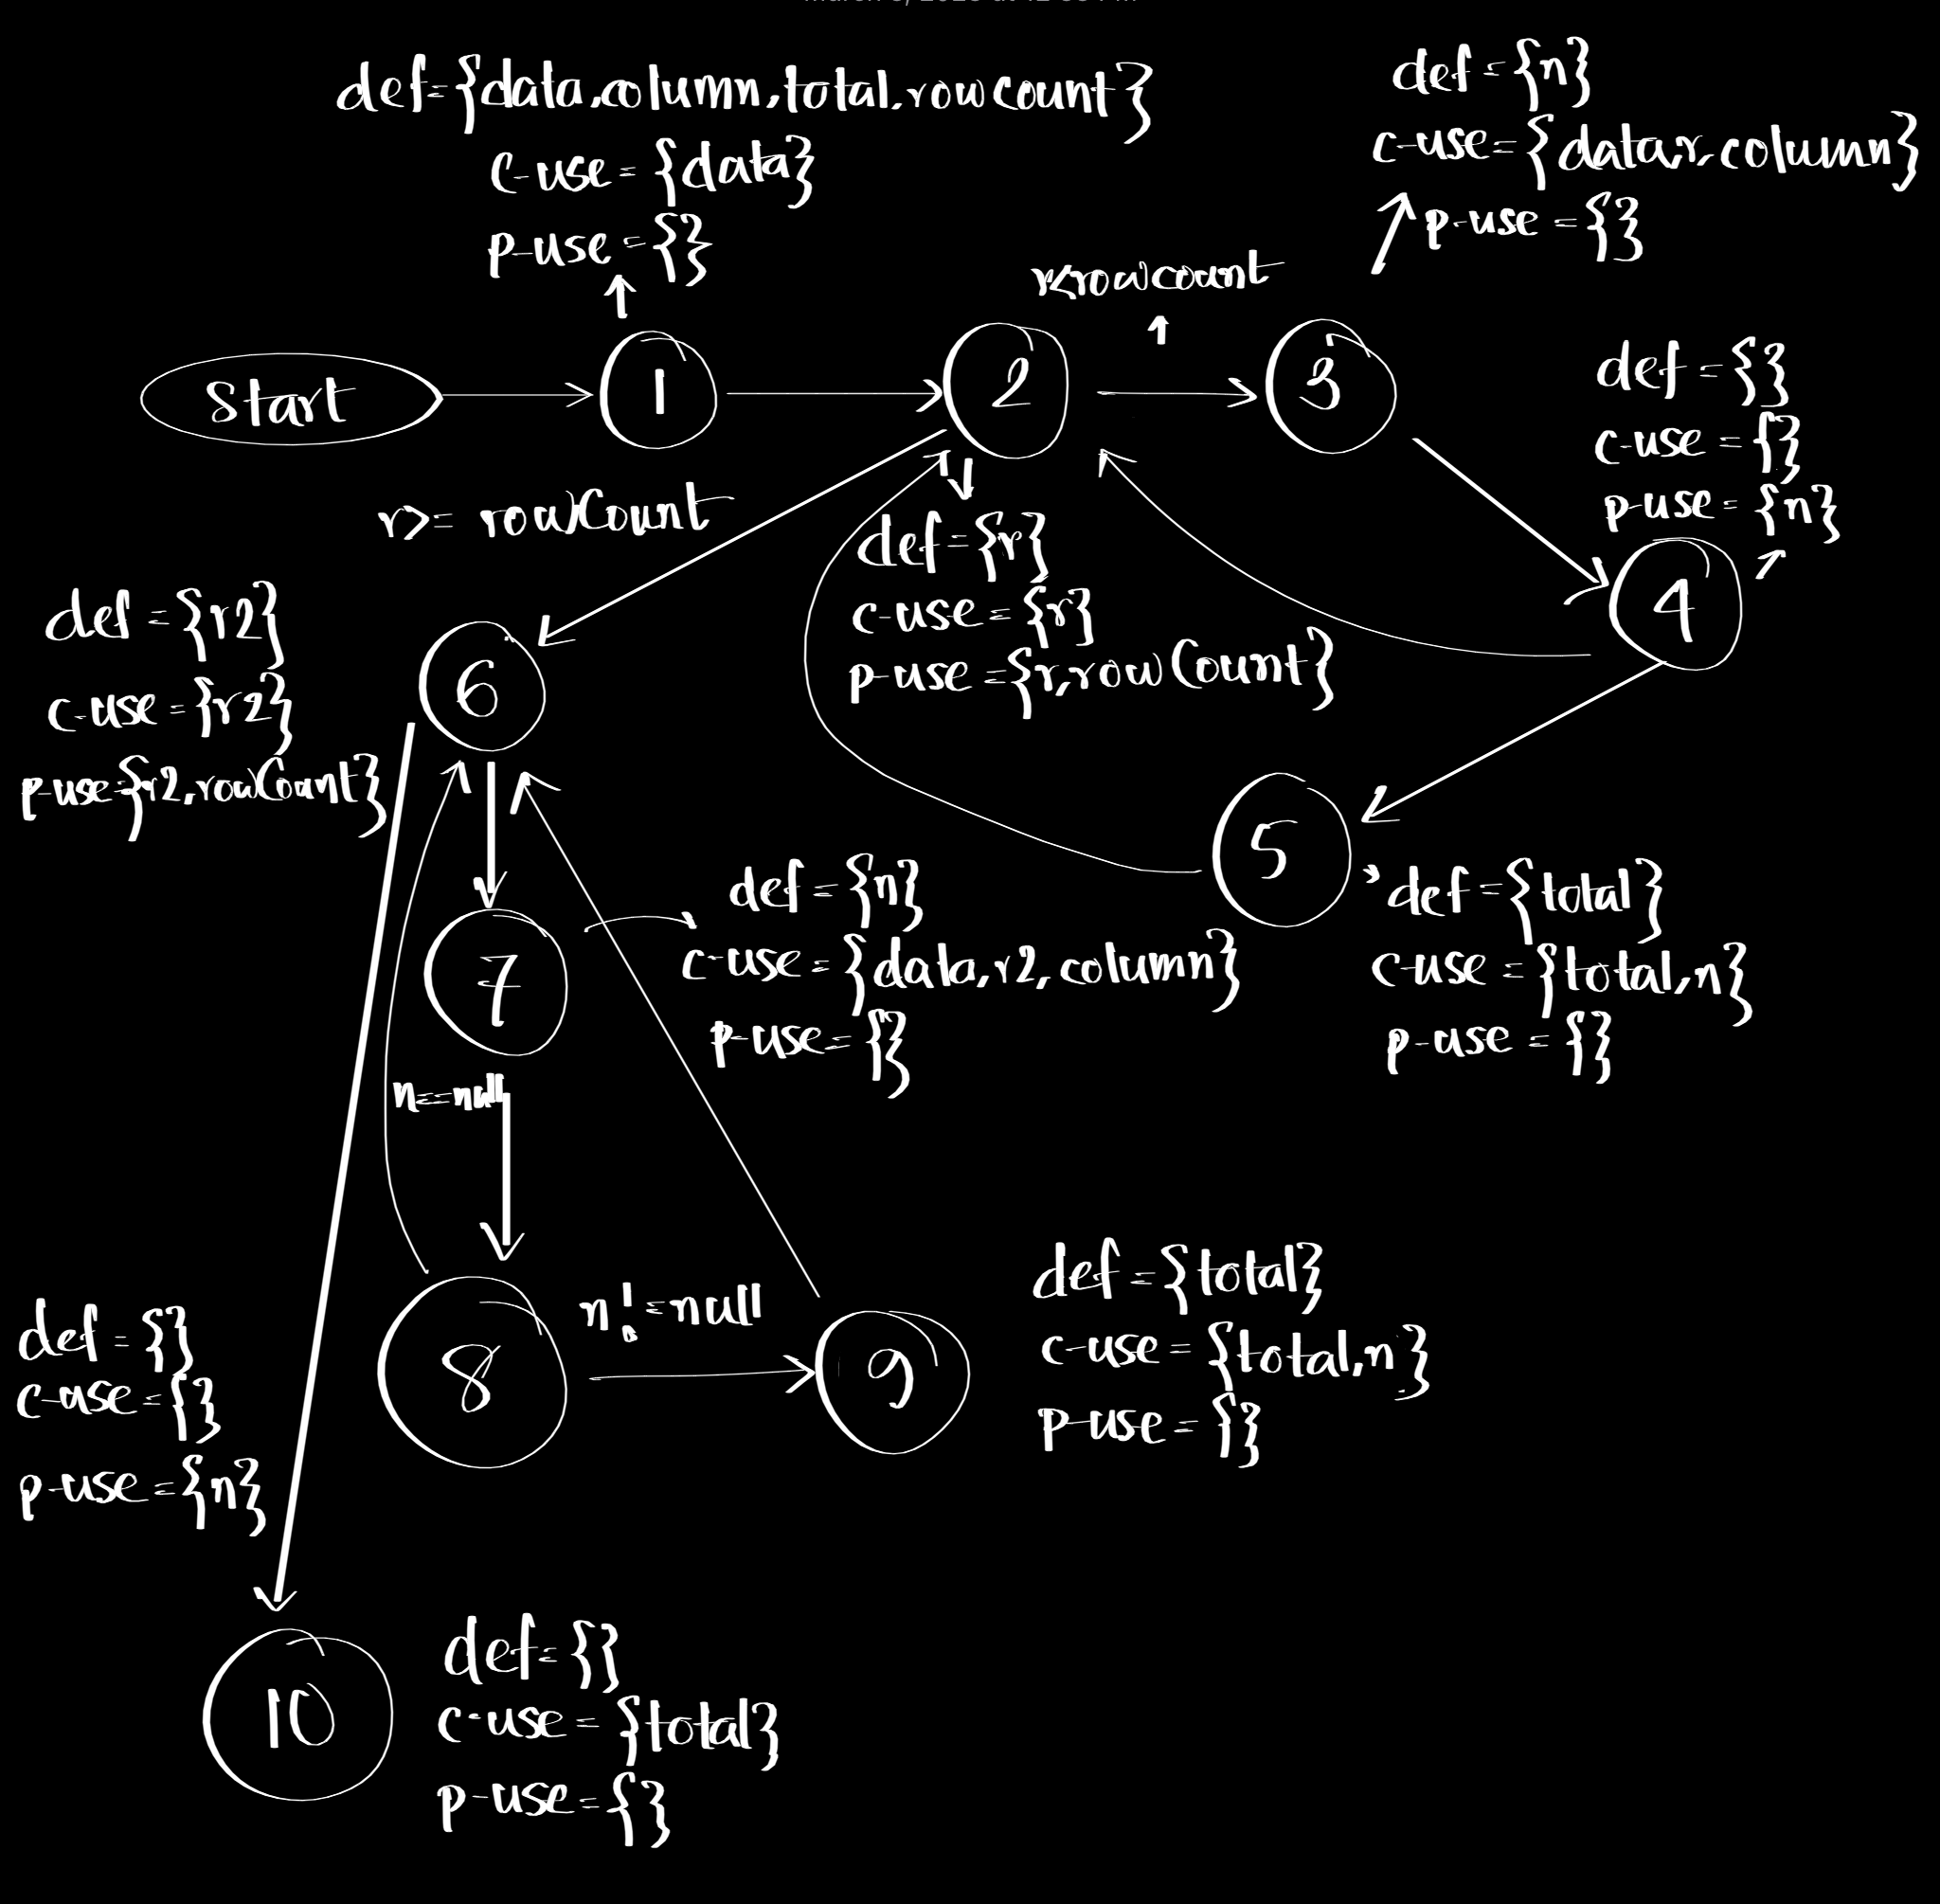 def={data,column,total,rowcount}
c-use={data}
p-use={}
def={n}
c-use={data,r,column}
p-use={}
r<rowcount
Start
1
2
3
def={}
c-use={}
p-use={n}
4
r>= rowCount
def={r}
c-use={r}
p-use={r,rowCount}
def={r2}
c-use={r2}
p-use={r2,rowCount}
6
5
def={total}
c-use={total,n}
p-use={}
7
def={n}
c-use={data,r2,column}
p-use={}
n==null
8
n!=null
9
def={total}
c-use={total,n}
p-use={}
def={}
c-use={}
p-use={n}
10
def={}
c-use={total}
p-use={}